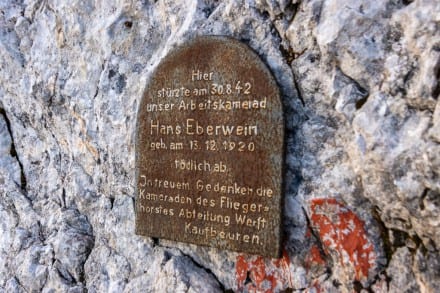 Hier
stürzte am 30.8.42
unser Arbeitskamerad
Hans Eberwein
geb. am 13. 12. 1920
tödlich ab.
In treuem Gedenken die
Kameraden des Flieger-
horstes Abteilung Werft
Kaufbeuren.